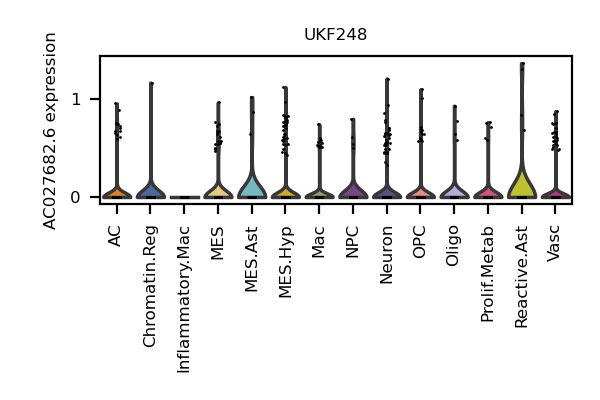 UKF248
AC027682.6 expression
1
0
AC
Chromatin.Reg
Inflammatory.Mac
MES
MES.Ast
MES.Hyp
Mac
NPC
Neuron
OPC
Oligo
Prolif.Metab
Reactive.Ast
Vasc